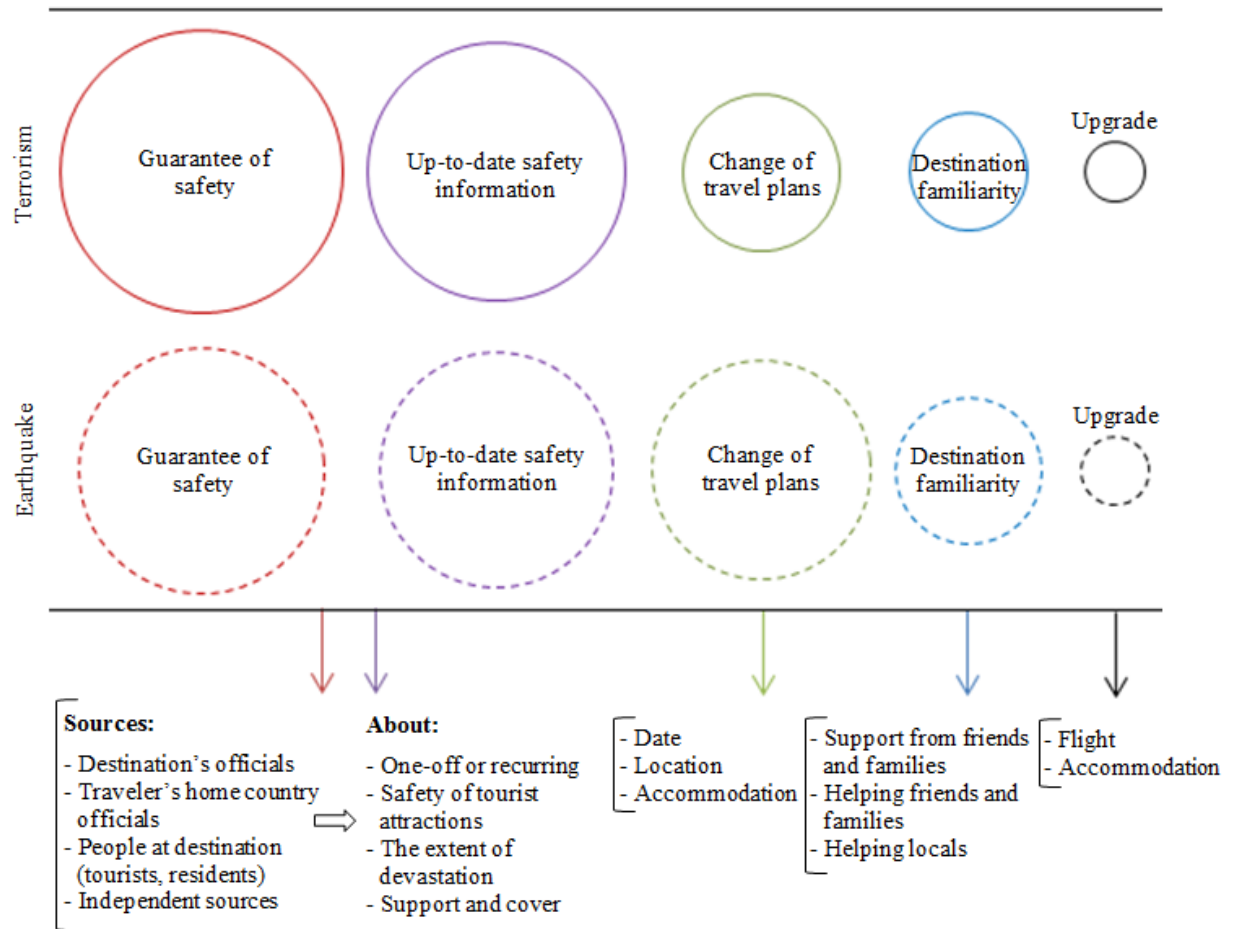 Terrorism
Guarantee of
safety
Up-to-date safety
information
Change of
travel plans
Destination
familiarity
Upgrade
Earthquake
Guarantee of
safety
Up-to-date safety
information
Change of
travel plans
Destination
familiarity
Upgrade
Sources:
- Destination’s officials
- Traveler’s home country
officials
- People at destination
(tourists, residents)
- Independent sources
About:
- One-off or recurring
- Safety of tourist
attractions
- The extent of
devastation
- Support and cover
- Date
- Location
- Accommodation
- Support from friends
and families
- Helping friends and
families
- Helping locals
- Flight
- Accommodation